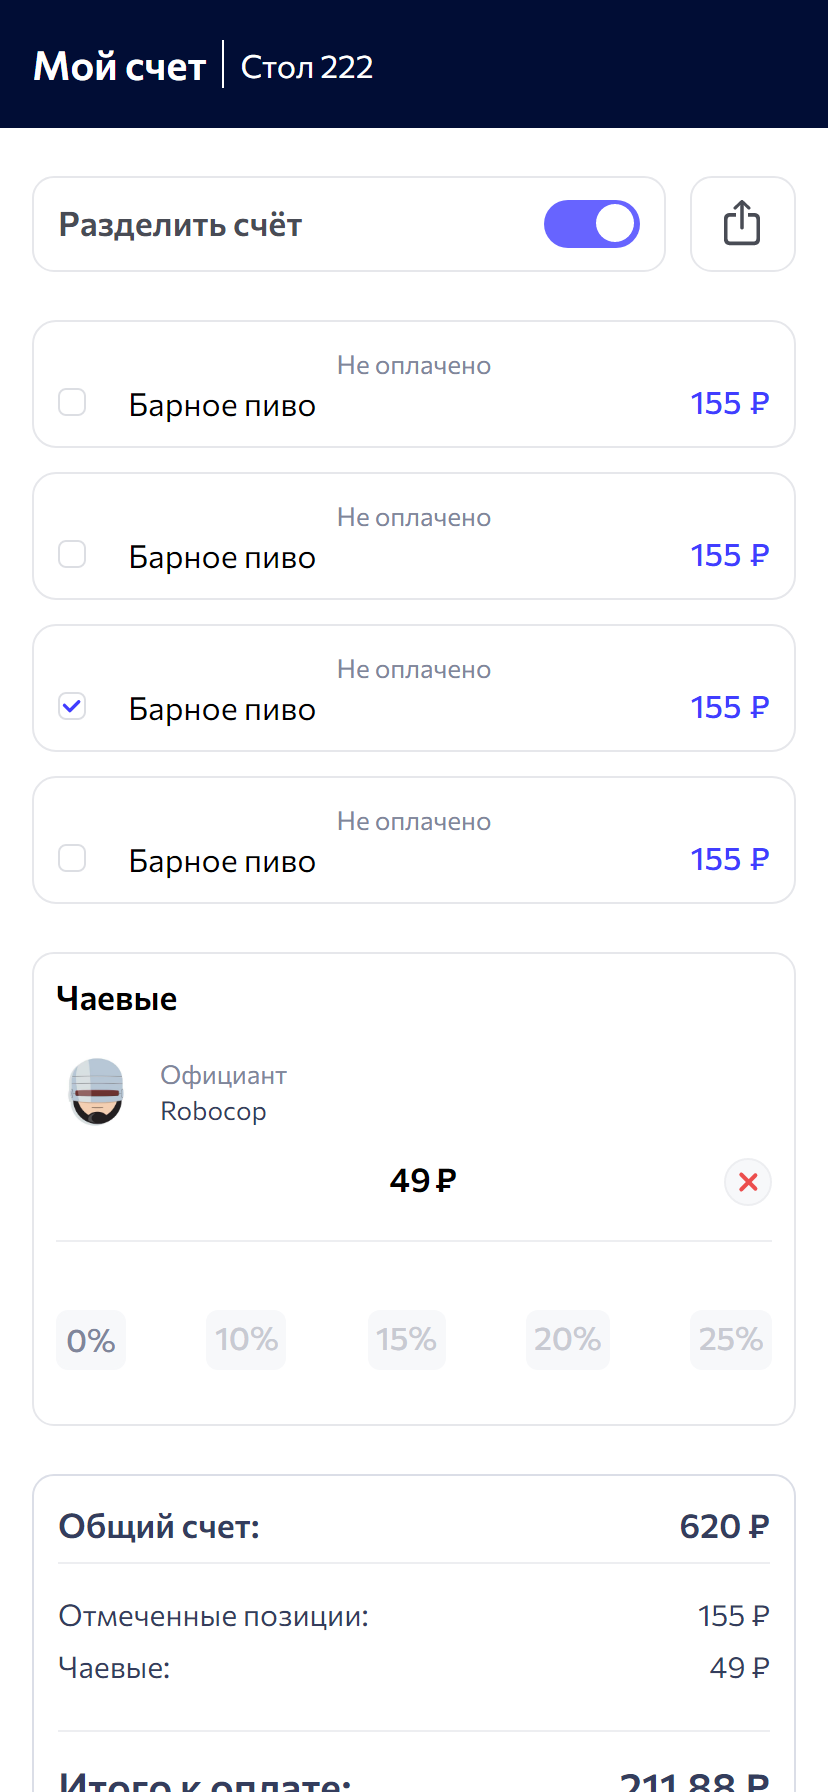 Мой счет Стол 222
Разделить счёт
Не оплачено
Барное пиво 155 ₽
Не оплачено
Барное пиво 155 ₽
Не оплачено
Барное пиво 155 ₽
Не оплачено
Барное пиво 155 ₽
Чаевые
Официант
Robocop
49 ₽
0% 10% 15% 20% 25%
Общий счет: 620 ₽
Отмеченные позиции: 155 ₽
Чаевые: 49 ₽
Итого к оплате: 211.88 ₽